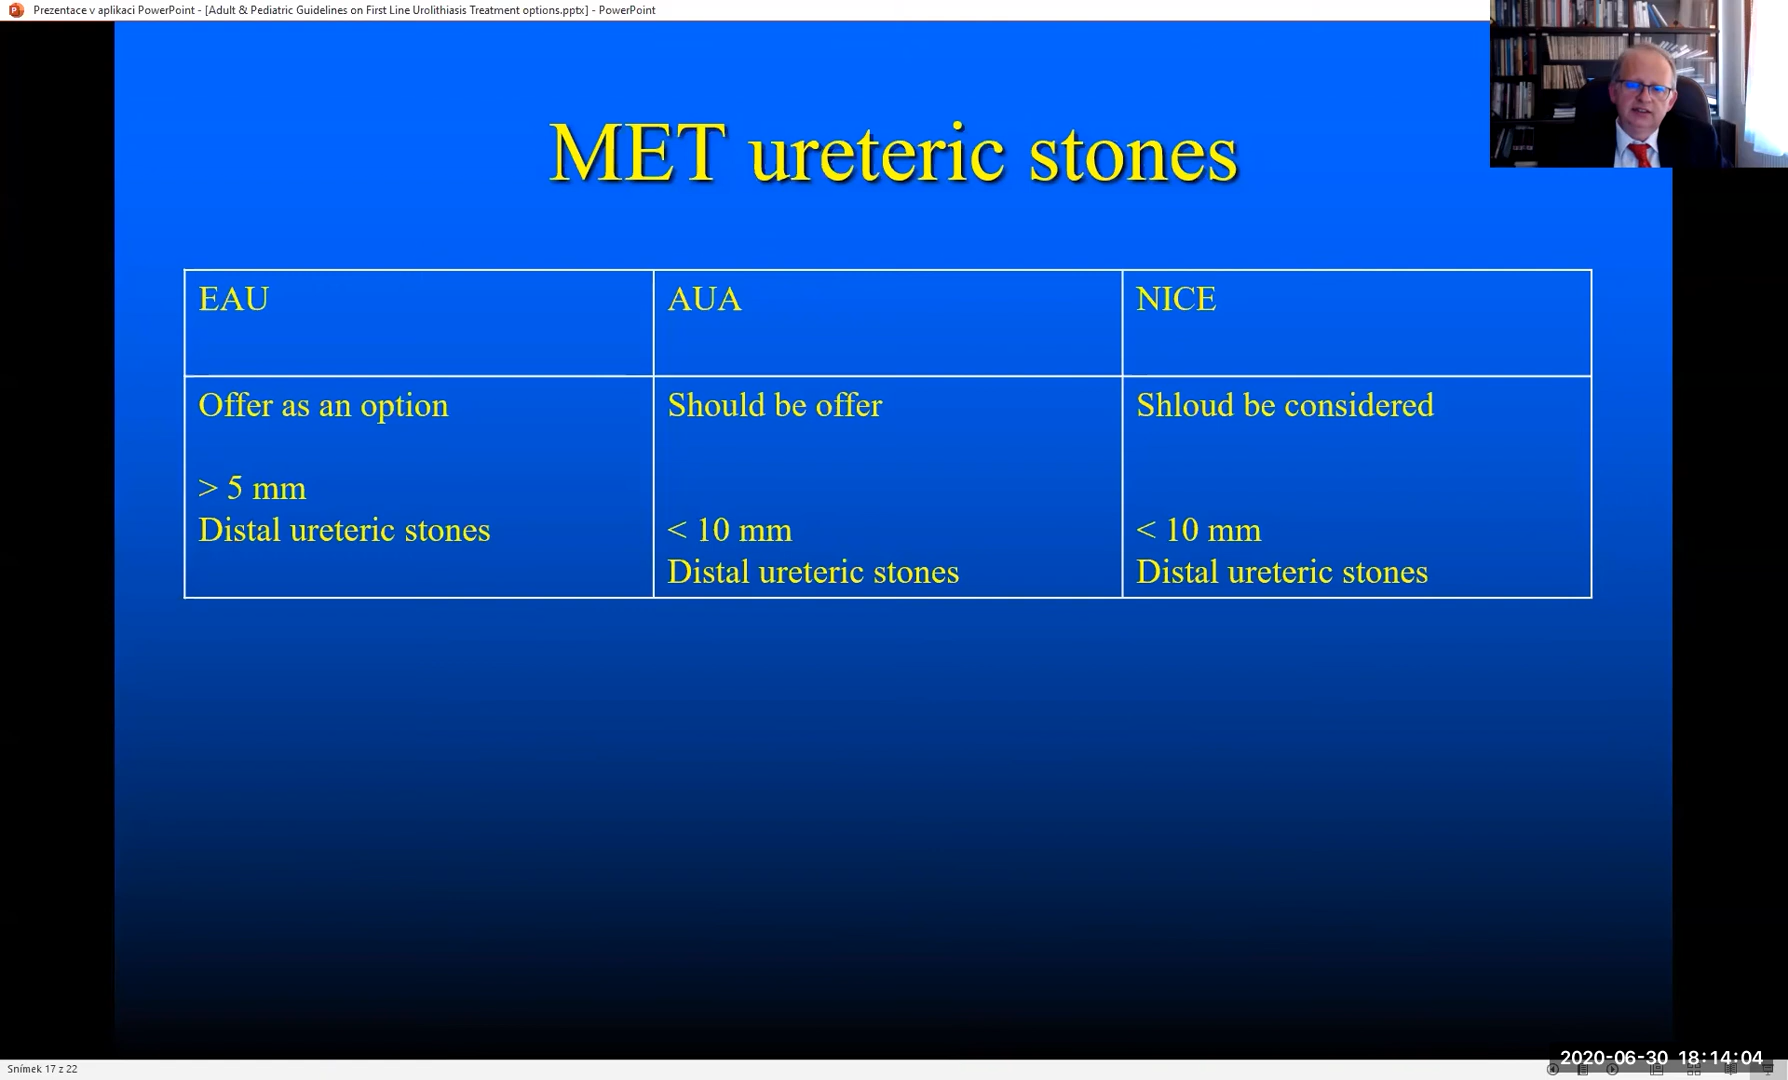 Prezentace v aplikaci PowerPoint - [Adult & Pediatric Guidelines on First Line Urolithiasis Treatment options.pptx] - PowerPoint
MET ureteric stones
EAU
AUA
NICE
Offer as an option
> 5 mm
Distal ureteric stones
Should be offer
< 10 mm
Distal ureteric stones
Shloud be considered
< 10 mm
Distal ureteric stones
2020-06-30 18:14:04
Snímek 17 z 22